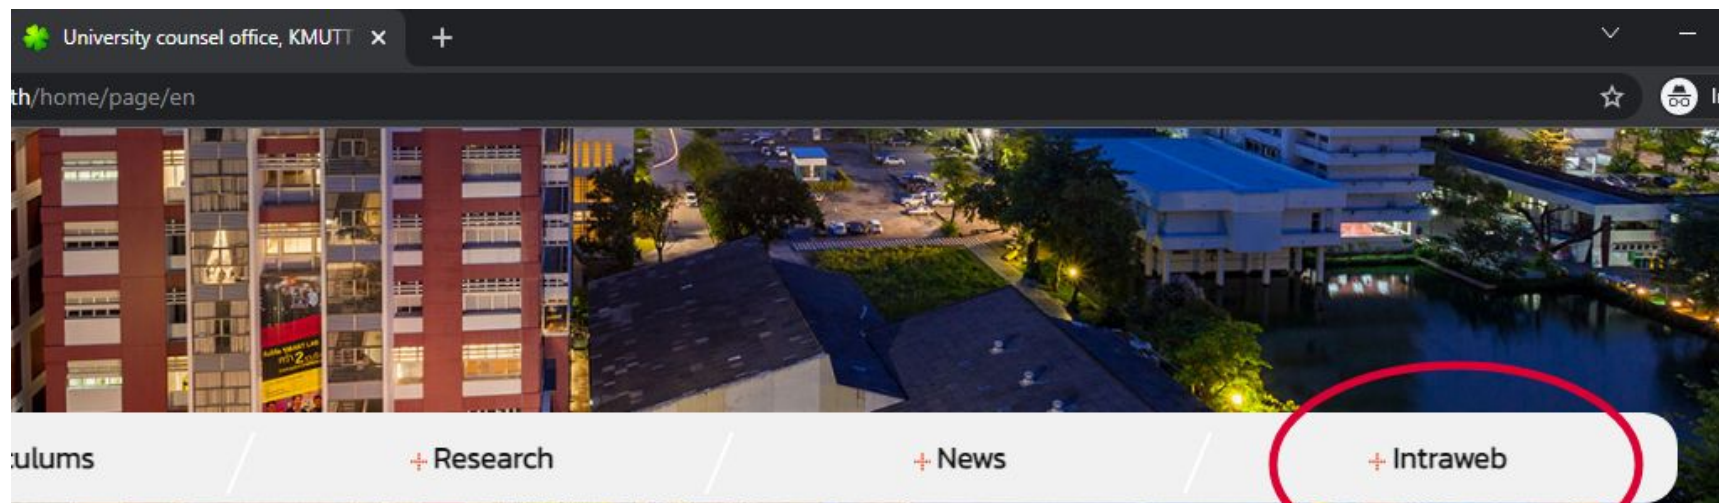 University counsel office, KMUTT
th/home/page/en
ulums
Research
News
Intraweb